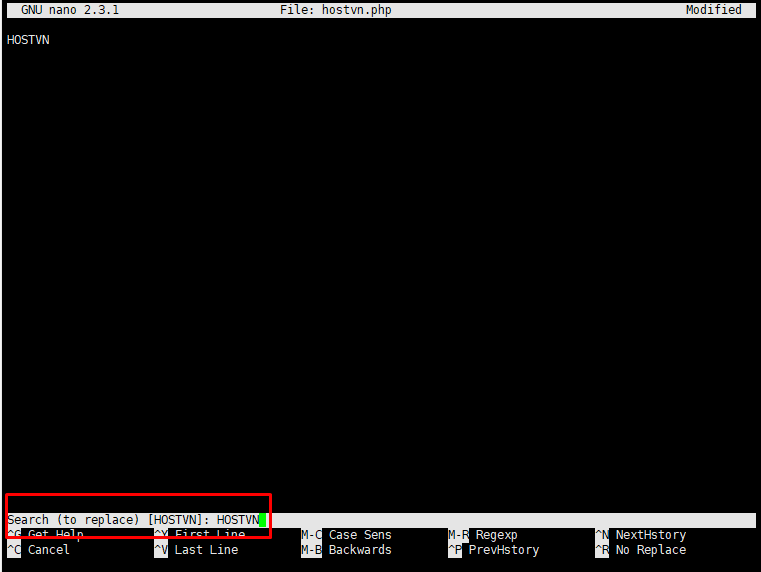 GNU nano 2.3.1 File: hostvn.php Modified
HOSTVN
Search (to replace) [HOSTVN]: HOSTVN
^G Get Help ^Y First Line M-C Case Sens M-R Regexp ^N NextHstory
^C Cancel ^V Last Line M-B Backwards ^P PrevHstory ^R No Replace